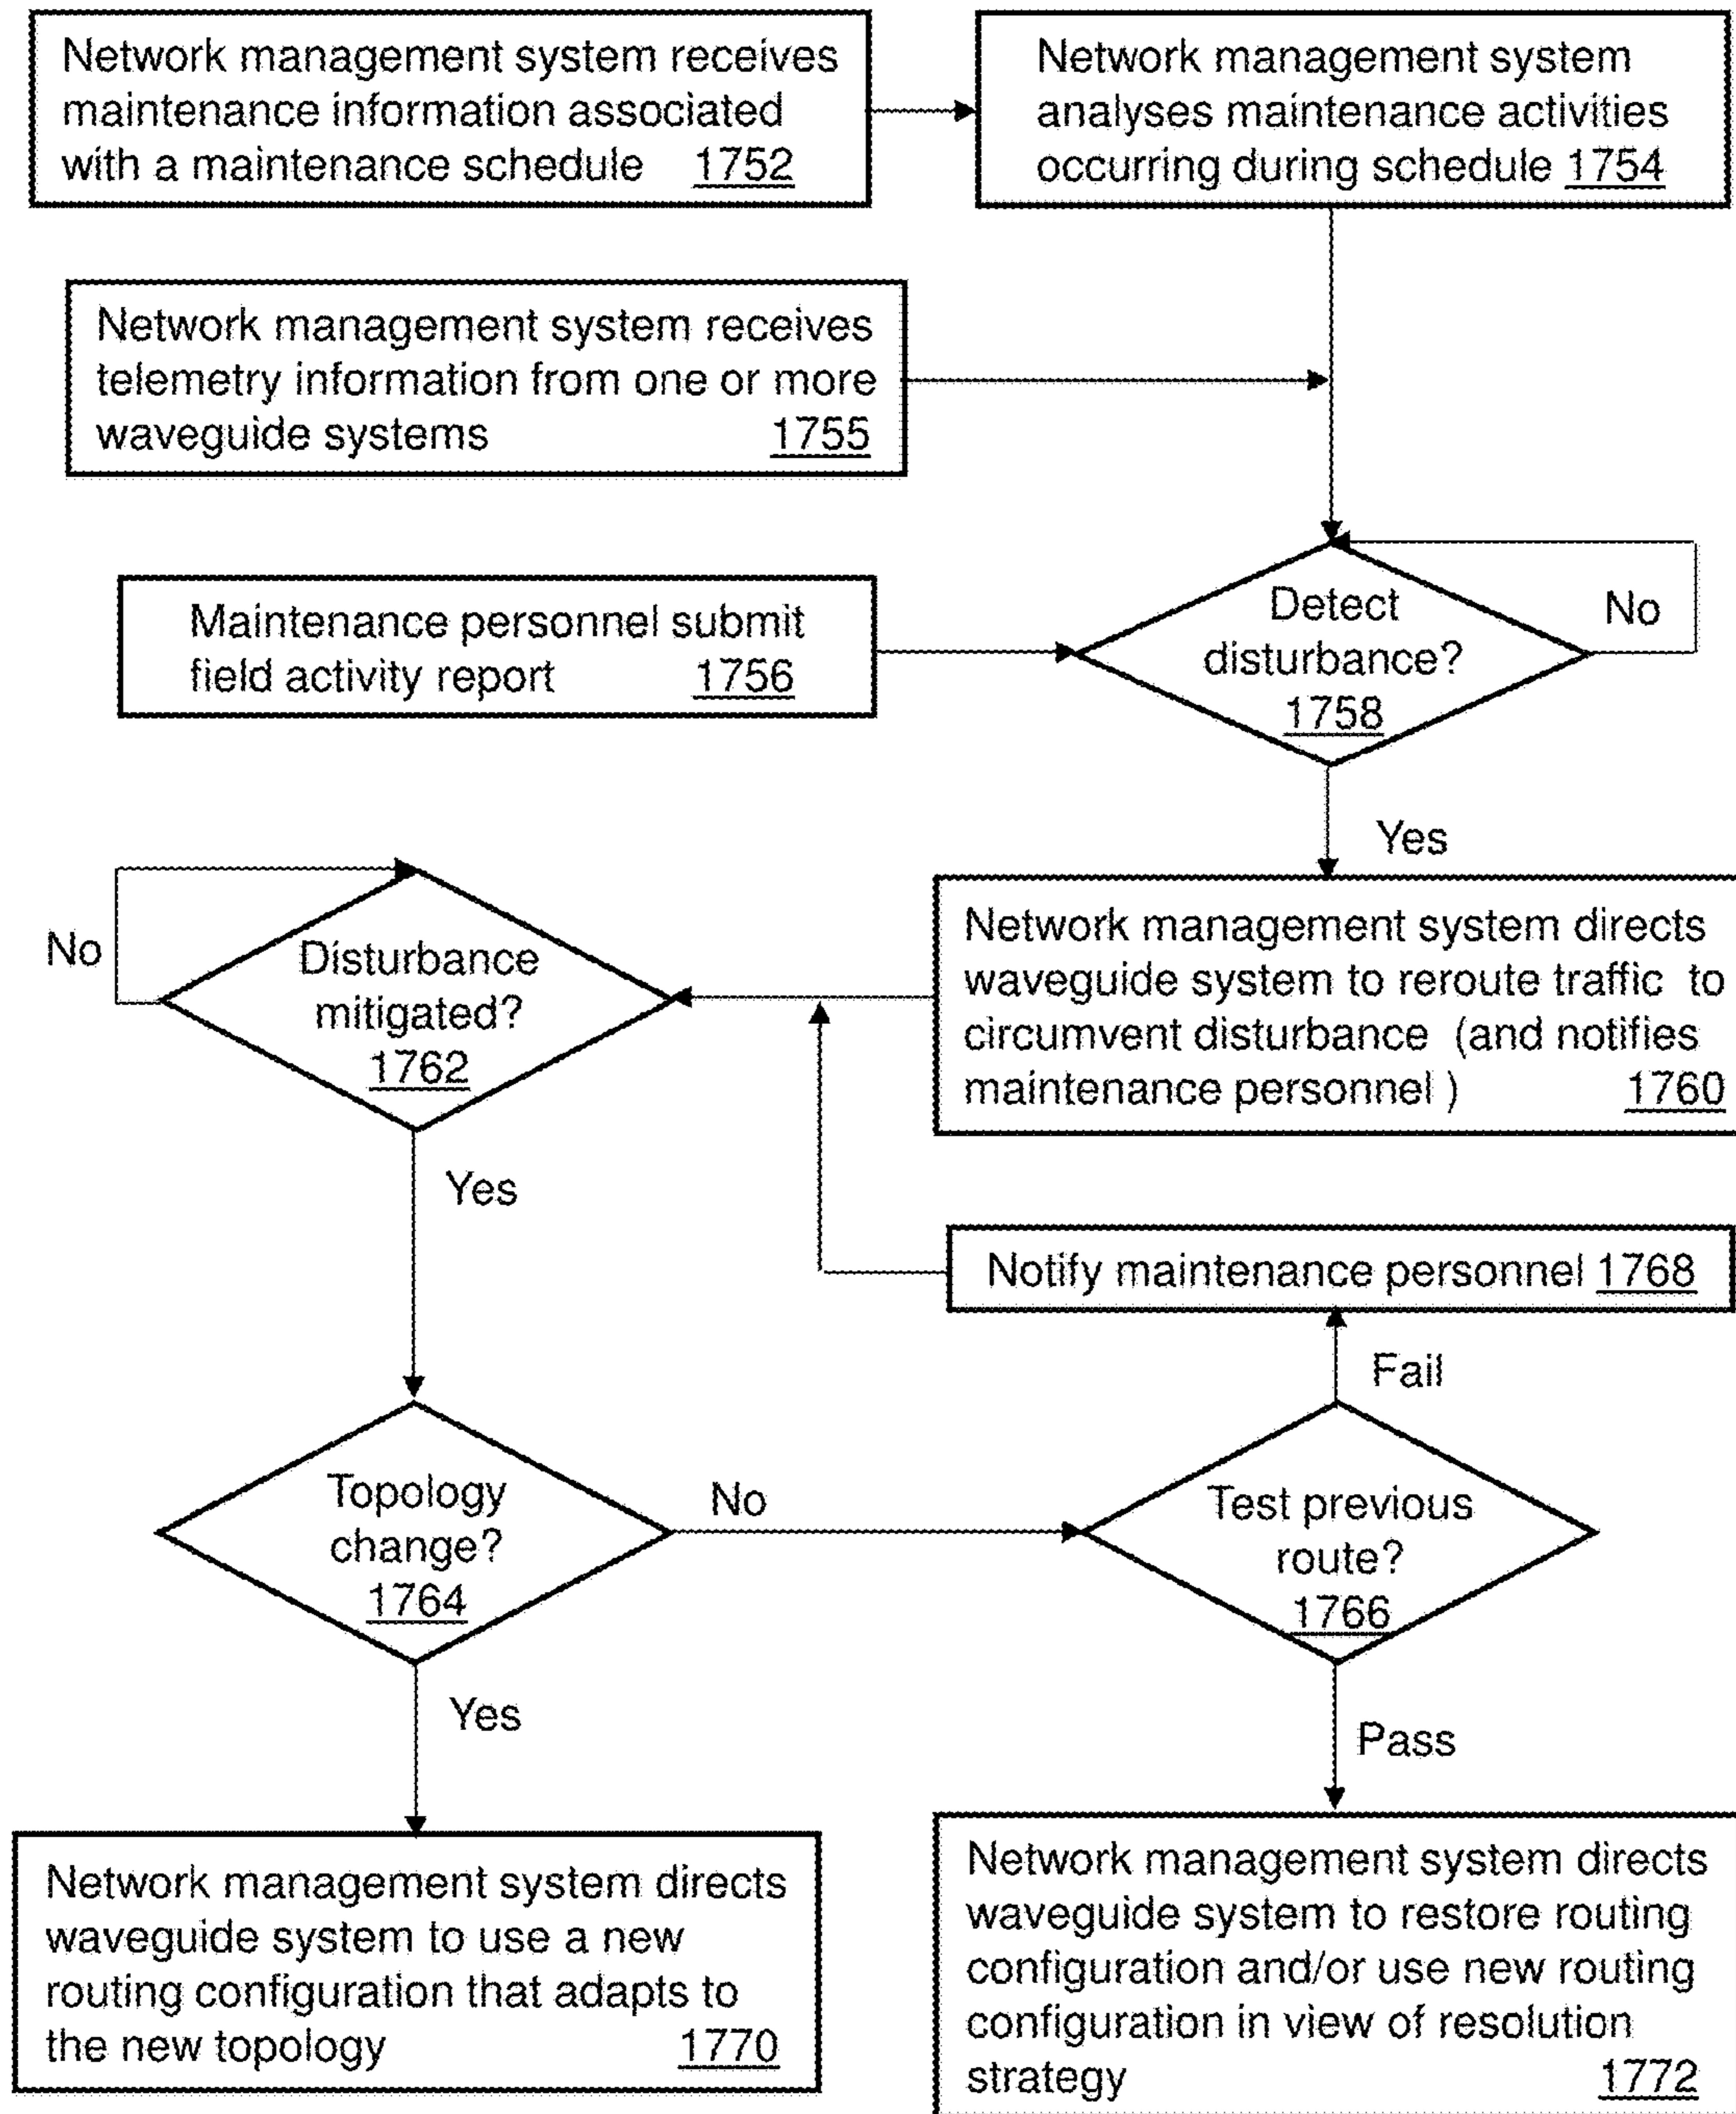 Network management system receives
maintenance information associated
with a maintenance schedule 1752
Network management system
analyses maintenance activities
occurring during schedule 1754
Network management system receives
telemetry information from one or more
waveguide systems 1755
Maintenance personnel submit
field activity report 1756
Detect
disturbance?
1758
No
Yes
Network management system directs
waveguide system to reroute traffic to
circumvent disturbance (and notifies
maintenance personnel ) 1760
No
Disturbance
mitigated?
1762
Yes
Notify maintenance personnel 1768
Fail
Topology
change?
1764
No
Test previous
route?
1766
Yes
Pass
Network management system directs
waveguide system to use a new
routing configuration that adapts to
the new topology 1770
Network management system directs
waveguide system to restore routing
configuration and/or use new routing
configuration in view of resolution
strategy 1772